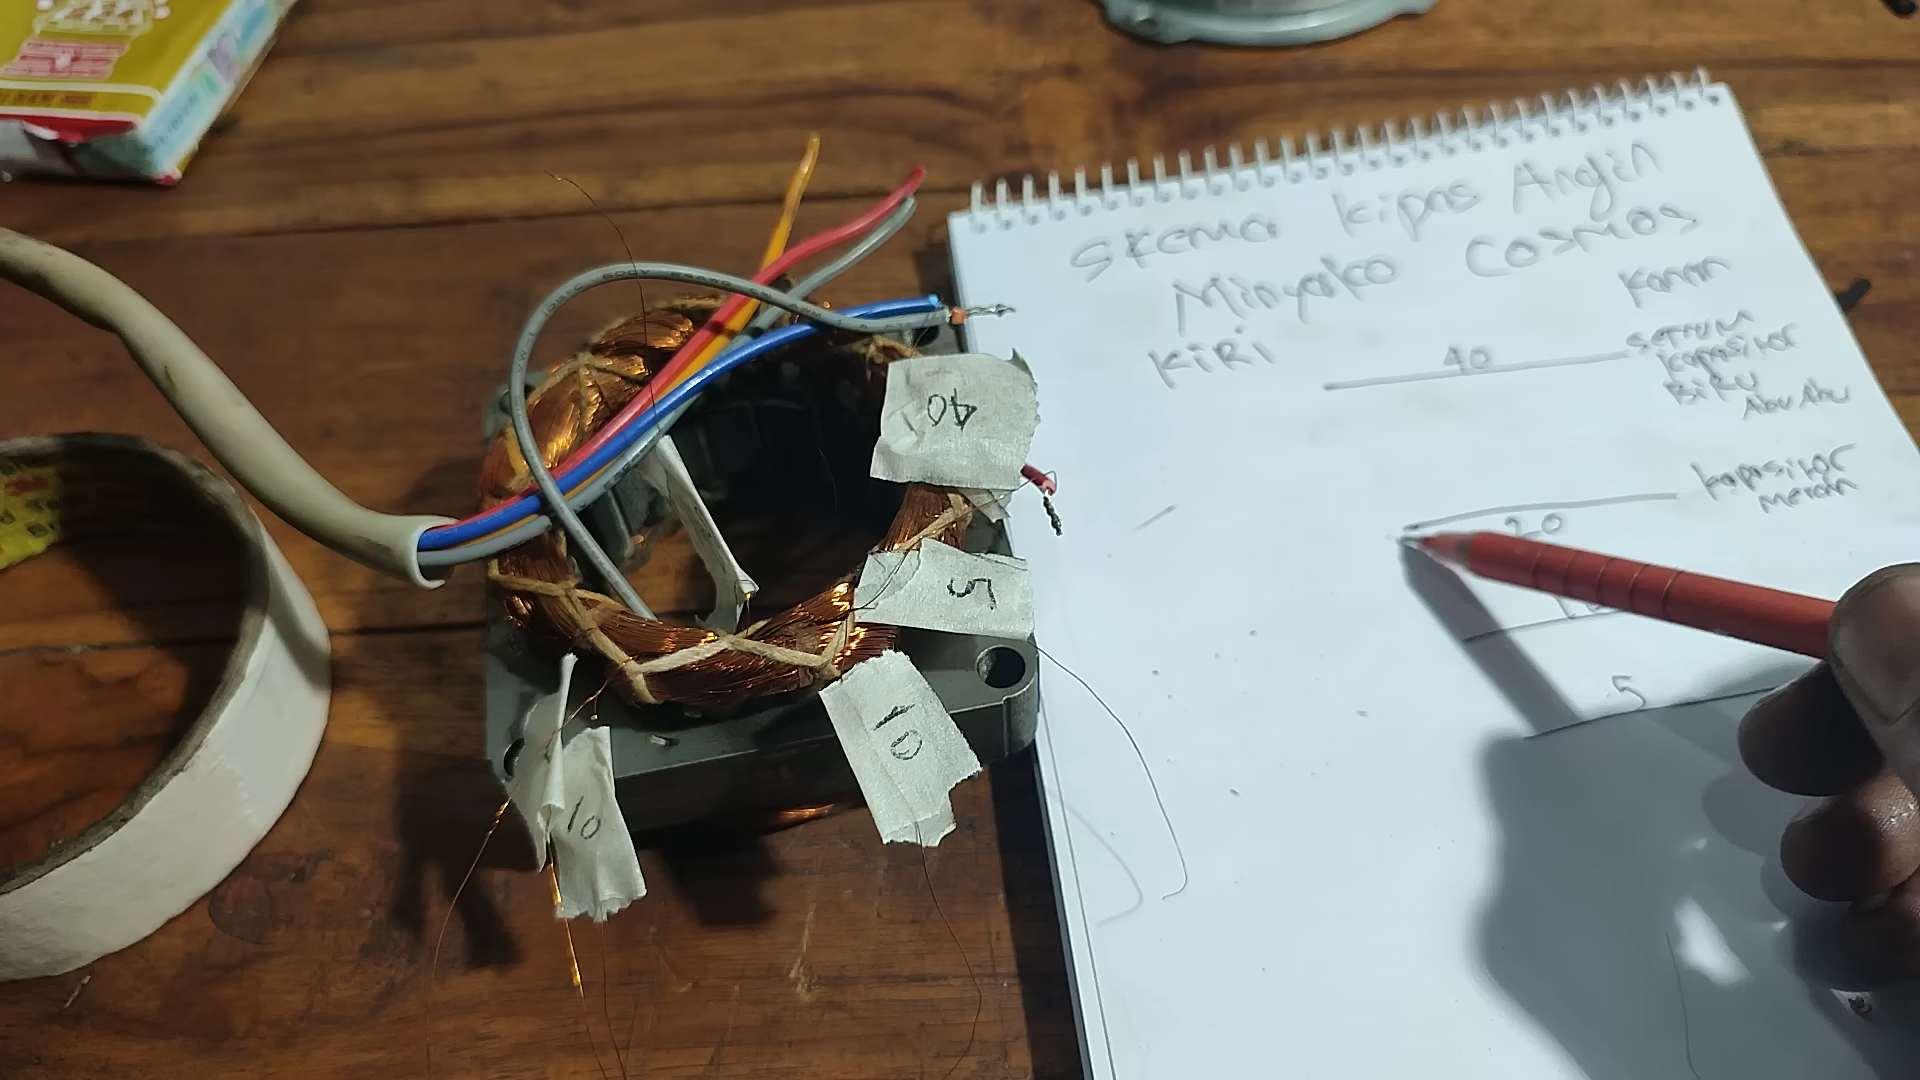 Skema kipas Angin
Minyako Cosmos
KIRI
Kanan
40
setrum
kapasitor
BiRU
Abu Abu
kapasitor
merah
20
5
40
5
10
10